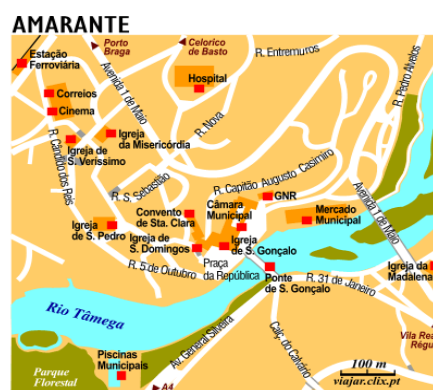 AMARANTE
Estação
Ferroviária
Porto
Braga
Celorico
de Basto
R. Entremuros
R. Pedro Alvelos
Avenida 1 de Maio
Hospital
Correios
Cinema
R. Nova
Igreja
da Misericórdia
Igreja de
S. Veríssimo
R. Cândido dos Reis
R. S. Sebastião
R. Capitão Augusto Casimiro
GNR
Avenida 1 de Maio
Convento
de Sta. Clara
Câmara
Municipal
Mercado
Municipal
Igreja
de S. Pedro
Igreja de
S. Domingos
Igreja
de S. Gonçalo
Praça
da República
R. 5 de Outubro
Ponte
de S. Gonçalo
R. 31 de Janeiro
Igreja da
Madalena
Rio Tâmega
Av. General Silveira
Calç. do Calvário
Vila Rea
Régu
Piscinas
Municipais
Parque
Florestal
A4
100 m
viajar.clix.pt